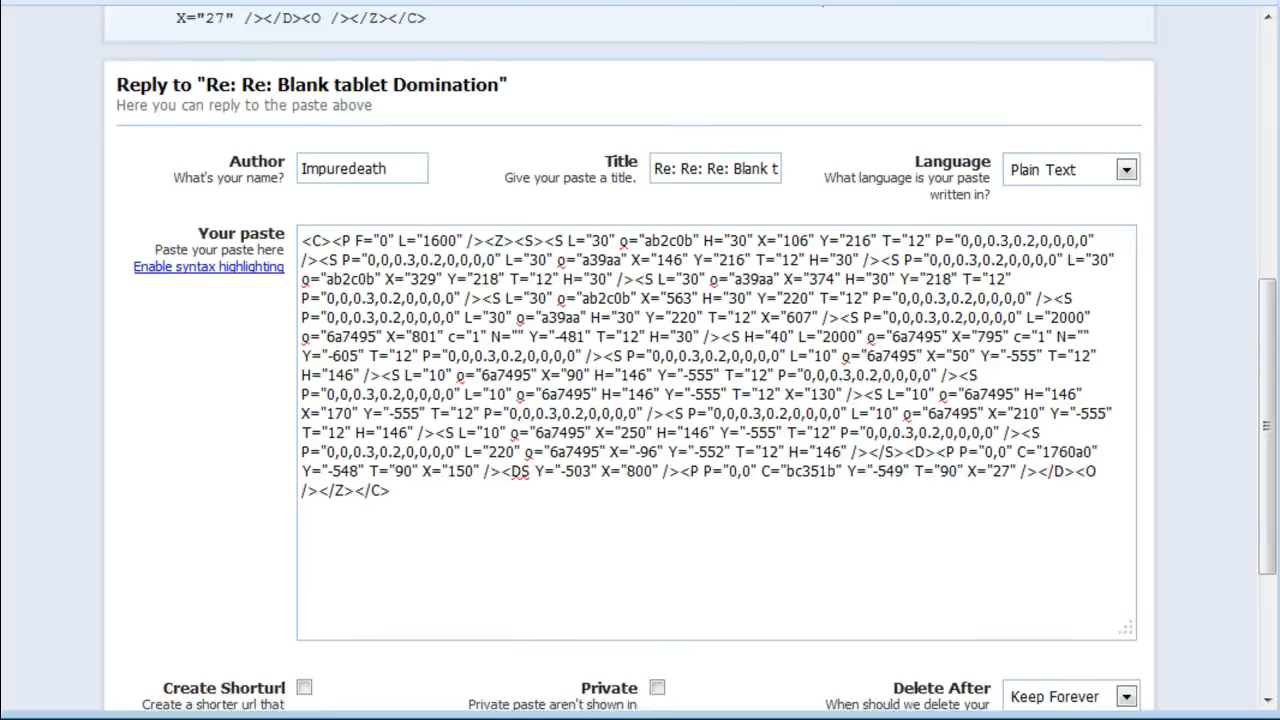 X="27" /></D><O /></Z></C>
Reply to "Re: Re: Blank tablet Domination"
Here you can reply to the paste above
Author
What's your name?
Impuredeath
Title
Give your paste a title.
Re: Re: Re: Blank t
Language
What language is your paste
written in?
Plain Text
Your paste
Paste your paste here
Enable syntax highlighting
<C><P F="0" L="1600" /><Z><S><S L="30" o="ab2c0b" H="30" X="106" Y="216" T="12" P="0,0,0.3,0.2,0,0,0,0"
/><S P="0,0,0.3,0.2,0,0,0,0" L="30" o="a39aa" X="146" Y="216" T="12" H="30" /><S P="0,0,0.3,0.2,0,0,0,0" L="30"
o="ab2c0b" X="329" Y="218" T="12" H="30" /><S L="30" o="a39aa" X="374" H="30" Y="218" T="12"
P="0,0,0.3,0.2,0,0,0,0" /><S L="30" o="ab2c0b" X="563" H="30" Y="220" T="12" P="0,0,0.3,0.2,0,0,0,0" /><S
P="0,0,0.3,0.2,0,0,0,0" L="30" o="a39aa" H="30" Y="220" T="12" X="607" /><S P="0,0,0.3,0.2,0,0,0,0" L="2000"
o="6a7495" X="801" c="1" N="" Y="-481" T="12" H="30" /><S H="40" L="2000" o="6a7495" X="795" c="1" N=""
Y="-605" T="12" P="0,0,0.3,0.2,0,0,0,0" /><S P="0,0,0.3,0.2,0,0,0,0" L="10" o="6a7495" X="50" Y="-555" T="12"
H="146" /><S L="10" o="6a7495" X="90" H="146" Y="-555" T="12" P="0,0,0.3,0.2,0,0,0,0" /><S
P="0,0,0.3,0.2,0,0,0,0" L="10" o="6a7495" H="146" Y="-555" T="12" X="130" /><S L="10" o="6a7495" H="146"
X="170" Y="-555" T="12" P="0,0,0.3,0.2,0,0,0,0" /><S P="0,0,0.3,0.2,0,0,0,0" L="10" o="6a7495" X="210" Y="-555"
T="12" H="146" /><S L="10" o="6a7495" X="250" H="146" Y="-555" T="12" P="0,0,0.3,0.2,0,0,0,0" /><S
P="0,0,0.3,0.2,0,0,0,0" L="220" o="6a7495" X="-96" Y="-552" T="12" H="146" /></S><D><P P="0,0" C="1760a0"
Y="-548" T="90" X="150" /><DS Y="-503" X="800" /><P P="0,0" C="bc351b" Y="-549" T="90" X="27" /></D><O
/></Z></C>
Create Shorturl
Create a shorter url that
Private
Private paste aren't shown in
Delete After
When should we delete your
Keep Forever